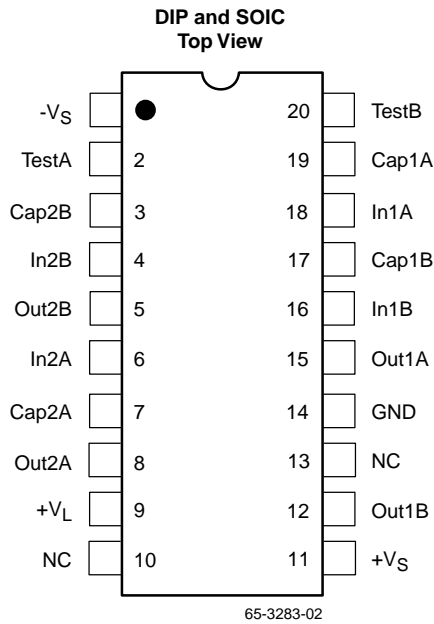 DIP and SOIC
Top View
-VS 20 TestB
TestA 2 19 Cap1A
Cap2B 3 18 In1A
In2B 4 17 Cap1B
Out2B 5 16 In1B
In2A 6 15 Out1A
Cap2A 7 14 GND
Out2A 8 13 NC
+VL 9 12 Out1B
NC 10 11 +VS
65-3283-02